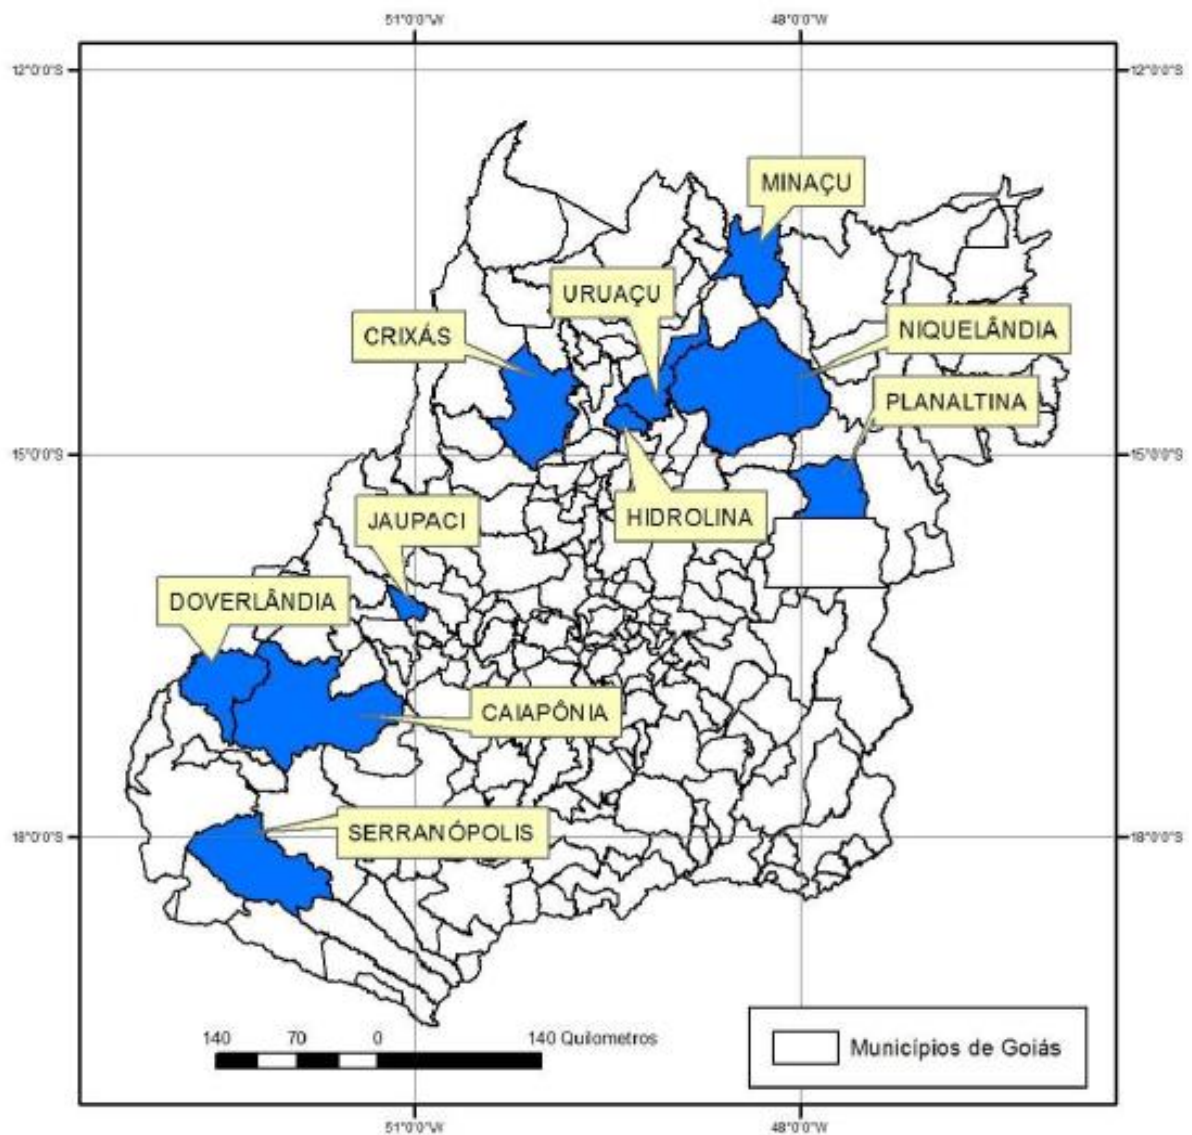 51°0'0"W
48°0'0"W
12°0'0"S
12°0'0"S
MINAÇU
URUAÇU
CRIXÁS
NIQUELÂNDIA
PLANALTINA
15°0'0"S
15°0'0"S
HIDROLINA
JAUPACI
DOVERLÂNDIA
CAIAPÔNIA
SERRANÓPOLIS
18°0'0"S
18°0'0"S
140 70 0 140 Quilometros
Municípios de Goiás
51°0'0"W
48°0'0"W